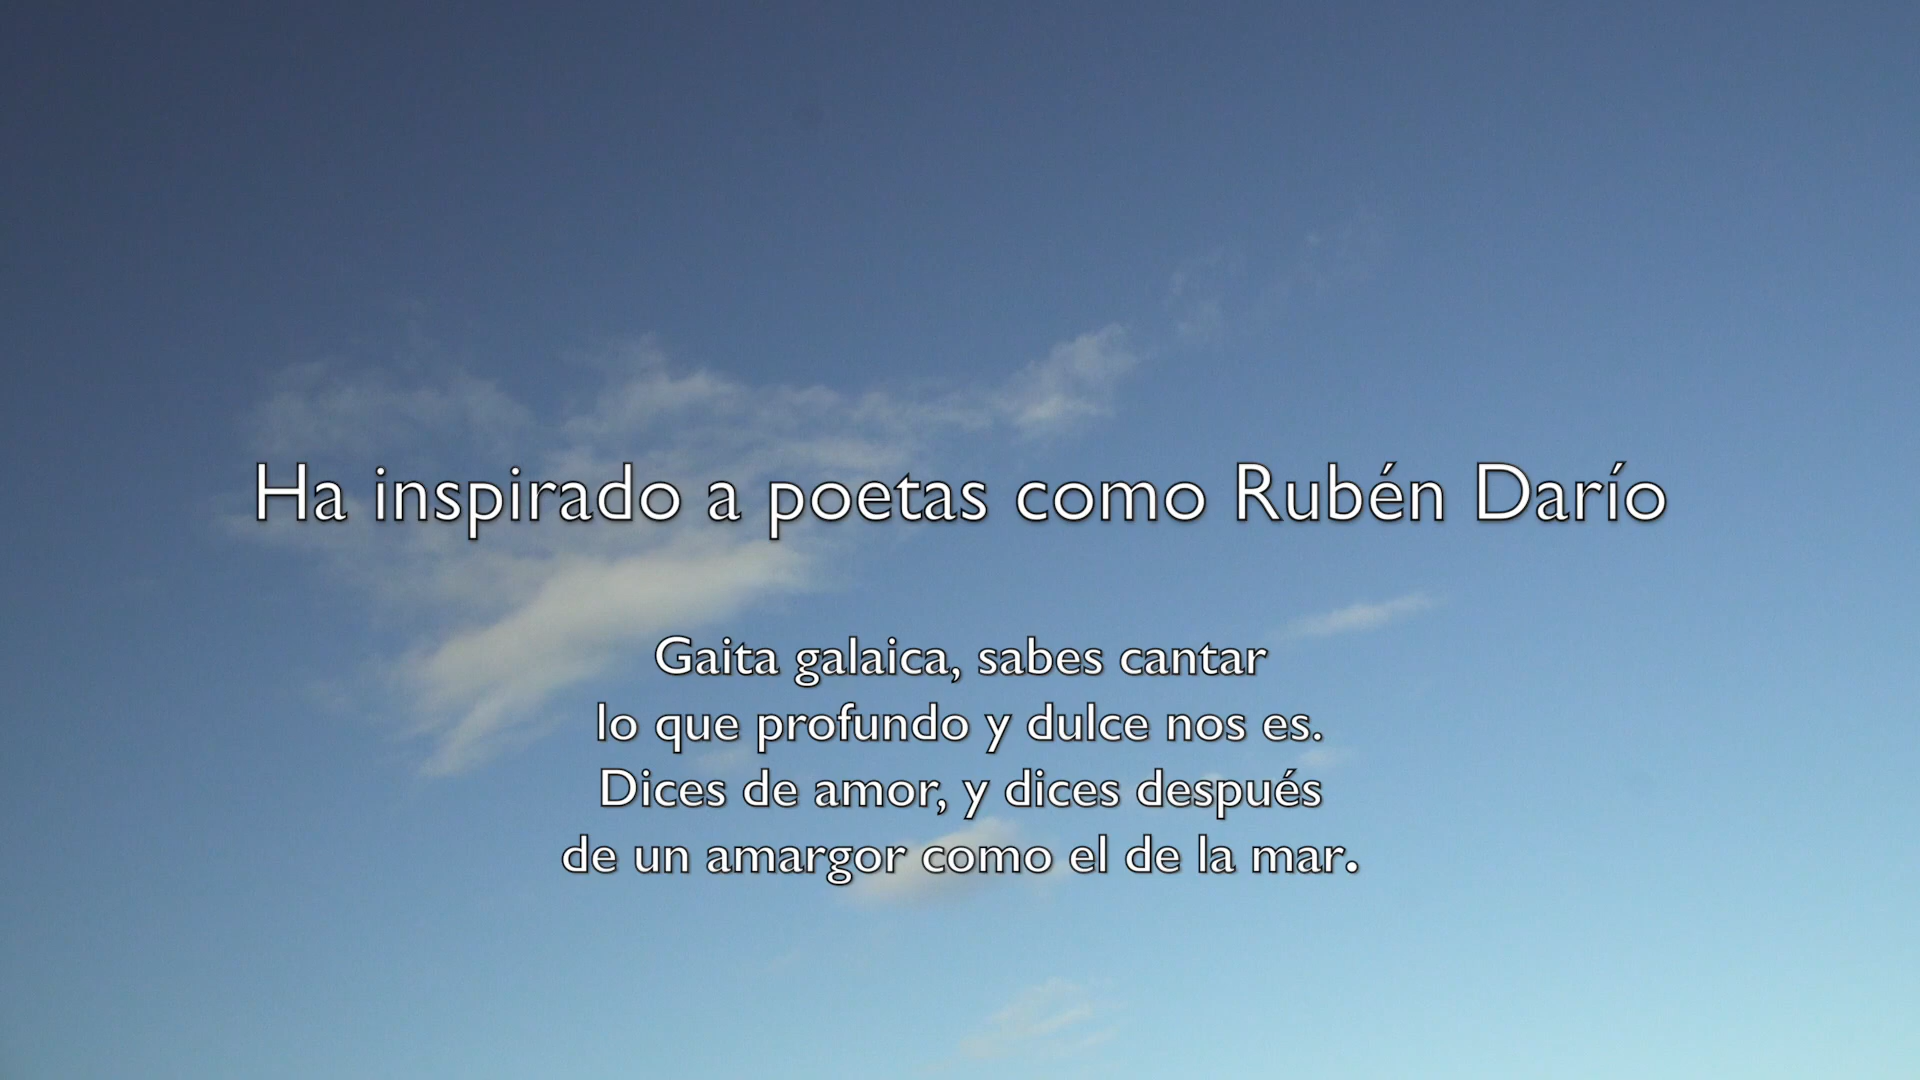 Ha inspirado a poetas como Rubén Darío
Gaita galaica, sabes cantar
lo que profundo y dulce nos es.
Dices de amor, y dices después
de un amargor como el de la mar.